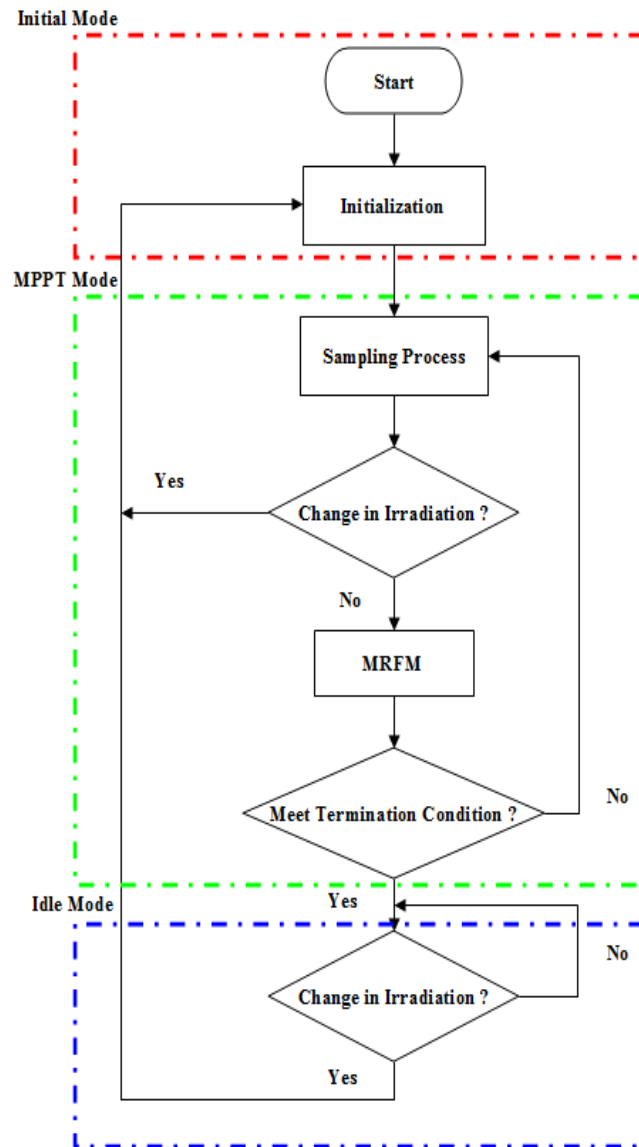 Initial Mode
Start
Initialization
MPPT Mode
Sampling Process
Yes
Change in Irradiation ?
No
MRFM
Meet Termination Condition ?
No
Yes
Idle Mode
Change in Irradiation ?
No
Yes